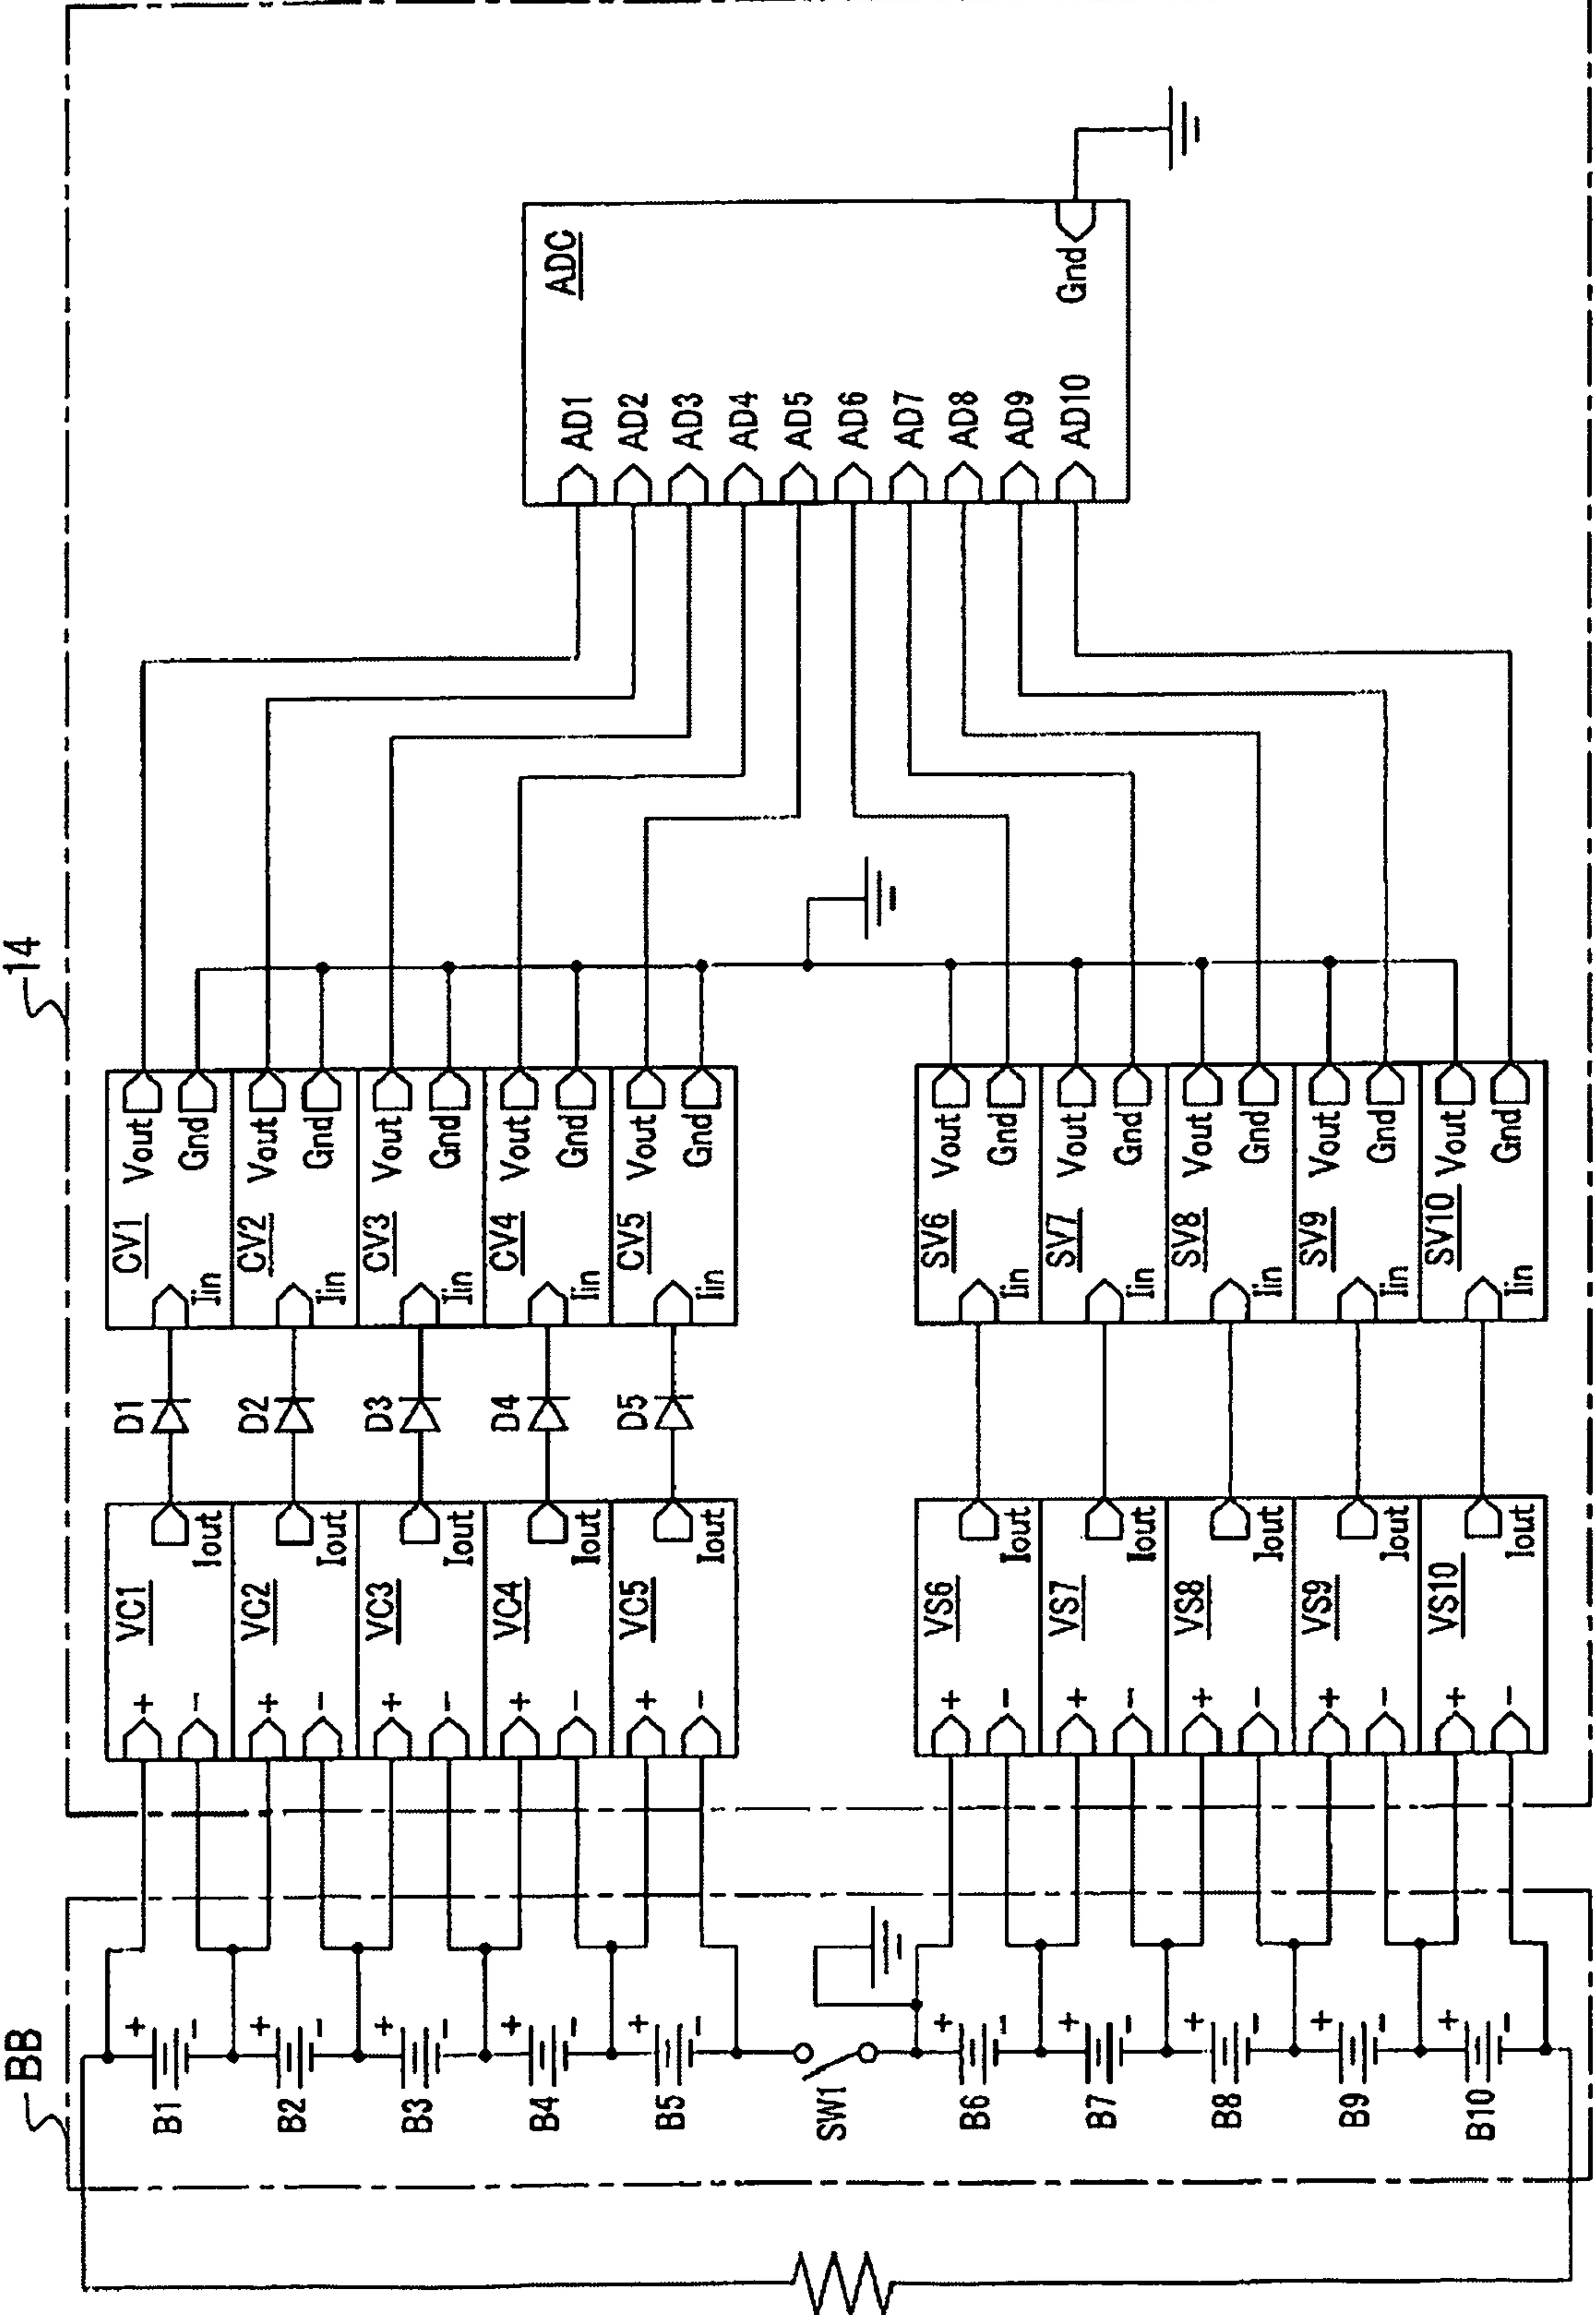 14
BB
ADC
AD1
AD2
AD3
AD4
AD5
AD6
AD7
AD8
AD9
AD10
Gnd
CV1
Vout
Gnd
Iin
CV2
Vout
Gnd
Iin
CV3
Vout
Gnd
Iin
CV4
Vout
Gnd
Iin
CV5
Vout
Gnd
Iin
SV6
Vout
Gnd
Iin
SV7
Vout
Gnd
Iin
SV8
Vout
Gnd
Iin
SV9
Vout
Gnd
Iin
SV10
Vout
Gnd
Iin
D1
D2
D3
D4
D5
VC1
Iout
+
-
VC2
Iout
+
-
VC3
Iout
+
-
VC4
Iout
+
-
VC5
Iout
+
-
VS6
Iout
+
-
VS7
Iout
+
-
VS8
Iout
+
-
VS9
Iout
+
-
VS10
Iout
+
-
+
-
B1
+
-
B2
+
-
B3
+
-
B4
+
-
B5
SW1
+
-
B6
+
-
B7
+
-
B8
+
-
B9
+
-
B10